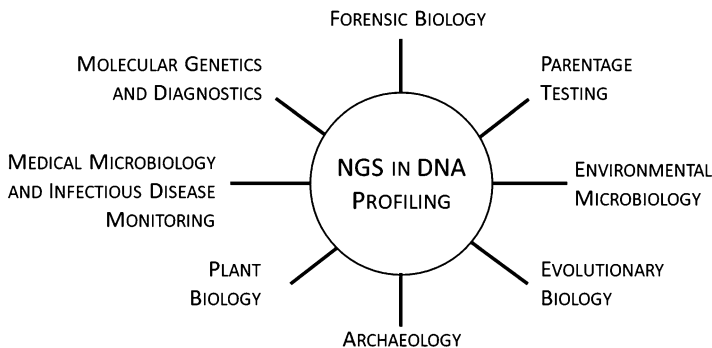 Forensic Biology
Molecular Genetics
and Diagnostics
Parentage
Testing
Medical Microbiology
and Infectious Disease
Monitoring
NGS in DNA
Profiling
Environmental
Microbiology
Plant
Biology
Evolutionary
Biology
Archaeology